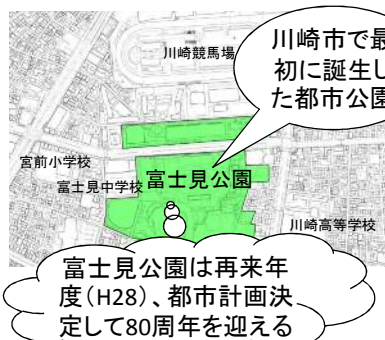 川崎競馬場
川崎市で最
初に誕生し
た都市公園
宮前小学校
富士見中学校
富士見公園
川崎高等学校
富士見公園は再来年
度(H28)、都市計画決
定して80周年を迎える